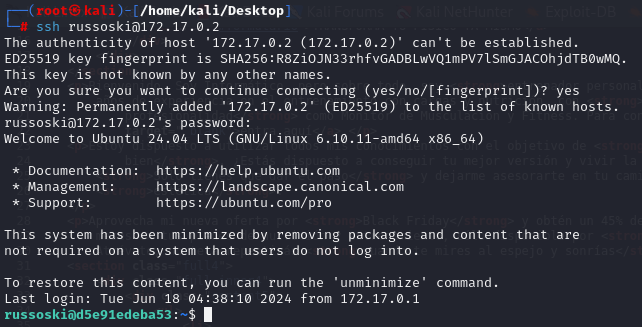 (root㉿kali)-[/home/kali/Desktop]
# ssh russoski@172.17.0.2
The authenticity of host '172.17.0.2 (172.17.0.2)' can't be established.
ED25519 key fingerprint is SHA256:R8ZiOJN33rhfvGADBLwVQ1mPV7lSmGJACOhjdTB0wMQ.
This key is not known by any other names.
Are you sure you want to continue connecting (yes/no/[fingerprint])? yes
Warning: Permanently added '172.17.0.2' (ED25519) to the list of known hosts.
russoski@172.17.0.2's password:
Welcome to Ubuntu 24.04 LTS (GNU/Linux 6.10.11-amd64 x86_64)
* Documentation: https://help.ubuntu.com
* Management: https://landscape.canonical.com
* Support: https://ubuntu.com/pro
This system has been minimized by removing packages and content that are
not required on a system that users do not log into.
To restore this content, you can run the 'unminimize' command.
Last login: Tue Jun 18 04:38:10 2024 from 172.17.0.1
russoski@d5e91edeba53:~$